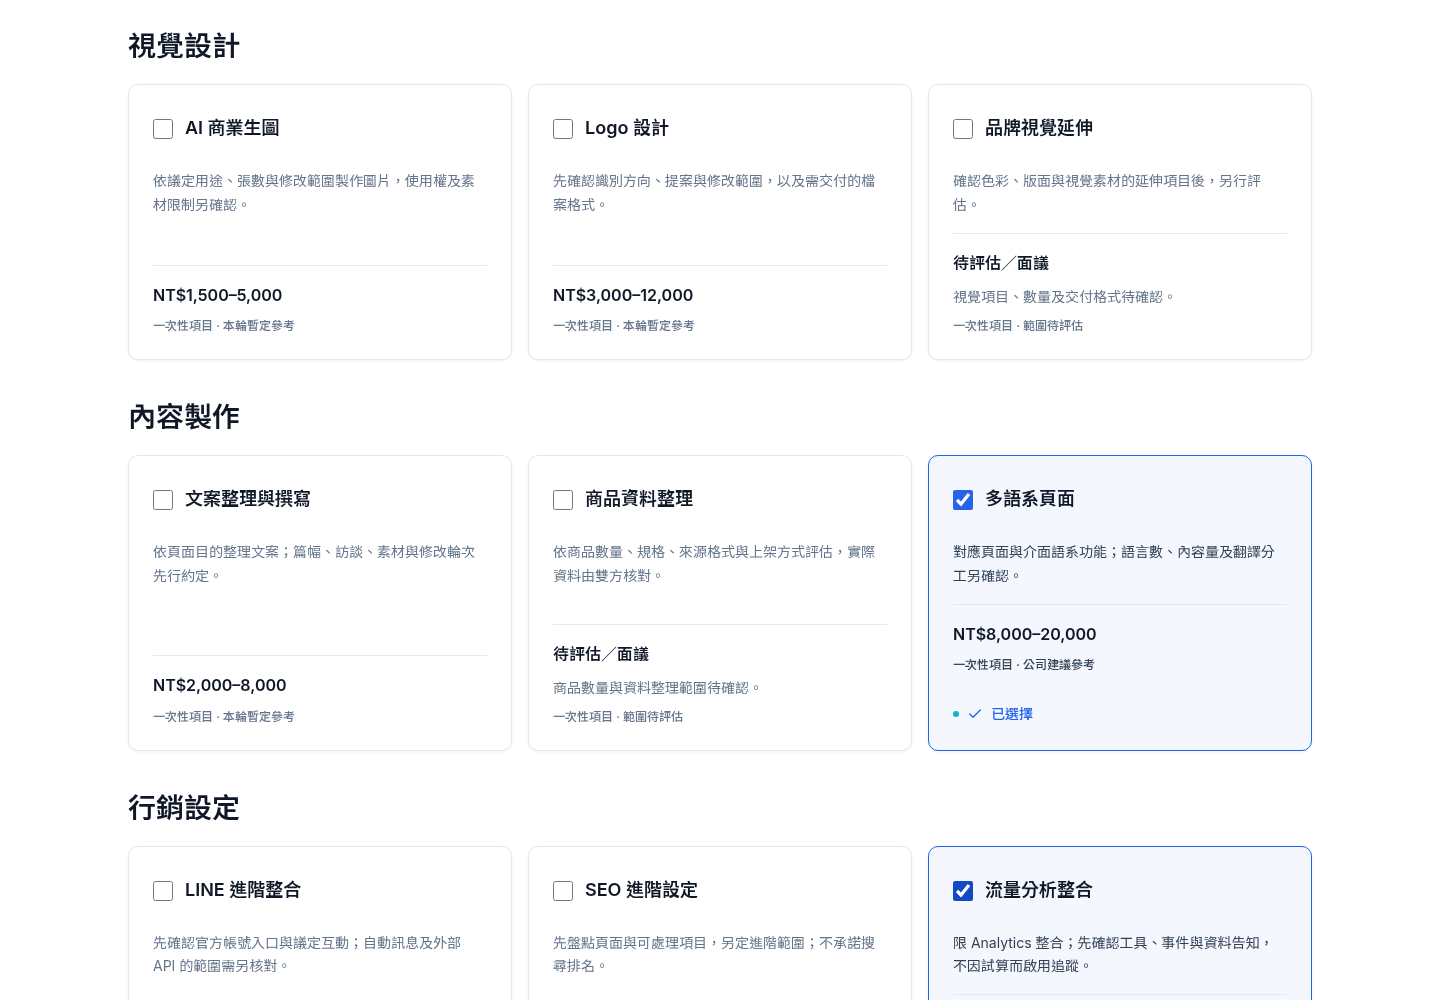 視覺設計
AI 商業生圖
依議定用途、張數與修改範圍製作圖片，使用權及素
材限制另確認。
NT$1,500–5,000
一次性項目 · 本輪暫定參考
Logo 設計
先確認識別方向、提案與修改範圍，以及需交付的檔
案格式。
NT$3,000–12,000
一次性項目 · 本輪暫定參考
品牌視覺延伸
確認色彩、版面與視覺素材的延伸項目後，另行評
估。
待評估／面議
視覺項目、數量及交付格式待確認。
一次性項目 · 範圍待評估
內容製作
文案整理與撰寫
依頁面目的整理文案；篇幅、訪談、素材與修改輪次
先行約定。
NT$2,000–8,000
一次性項目 · 本輪暫定參考
商品資料整理
依商品數量、規格、來源格式與上架方式評估，實際
資料由雙方核對。
待評估／面議
商品數量與資料整理範圍待確認。
一次性項目 · 範圍待評估
多語系頁面
對應頁面與介面語系功能；語言數、內容量及翻譯分
工另確認。
NT$8,000–20,000
一次性項目 · 公司建議參考
已選擇
行銷設定
LINE 進階整合
先確認官方帳號入口與議定互動；自動訊息及外部
API 的範圍需另核對。
SEO 進階設定
先盤點頁面與可處理項目，另定進階範圍；不承諾搜
尋排名。
流量分析整合
限 Analytics 整合；先確認工具、事件與資料告知，
不因試算而啟用追蹤。